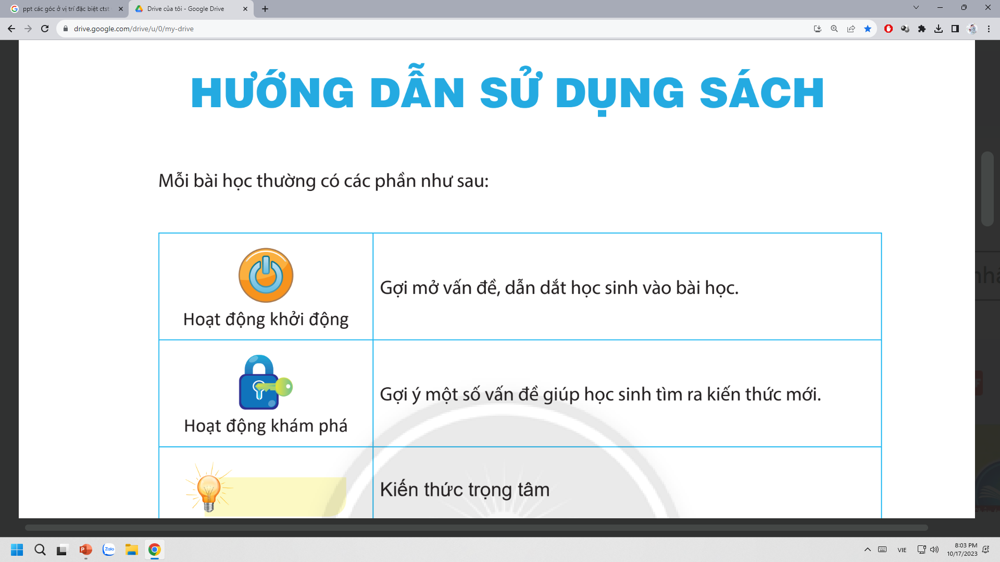 ppt các góc ở vị trí đặc biệt ctst
Drive của tôi - Google Drive
drive.google.com/drive/u/0/my-drive
HƯỚNG DẪN SỬ DỤNG SÁCH
Mỗi bài học thường có các phần như sau:
Hoạt động khởi động
Gợi mở vấn đề, dẫn dắt học sinh vào bài học.
Hoạt động khám phá
Gợi ý một số vấn đề giúp học sinh tìm ra kiến thức mới.
Kiến thức trọng tâm
P
Zalo
VIE
8:03 PM
10/17/2023